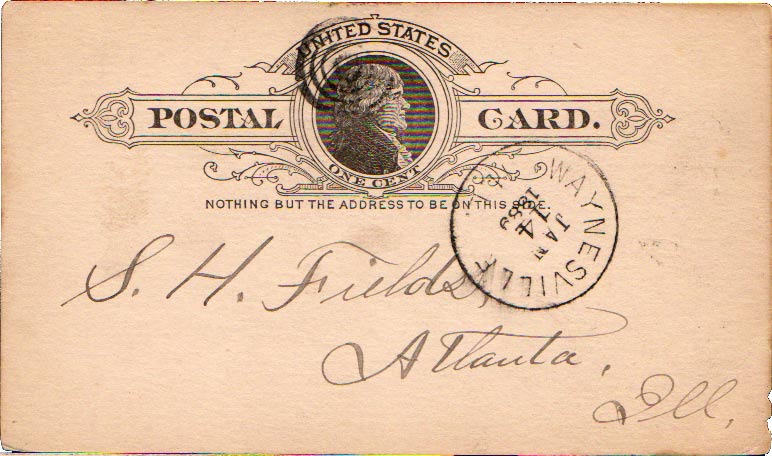 UNITED STATES
POSTAL CARD.
ONE CENT
NOTHING BUT THE ADDRESS TO BE ON THIS SIDE.
WAYNESVILLE
JAN
14
1889
S. H. Fields,
Atlanta,
Ill.